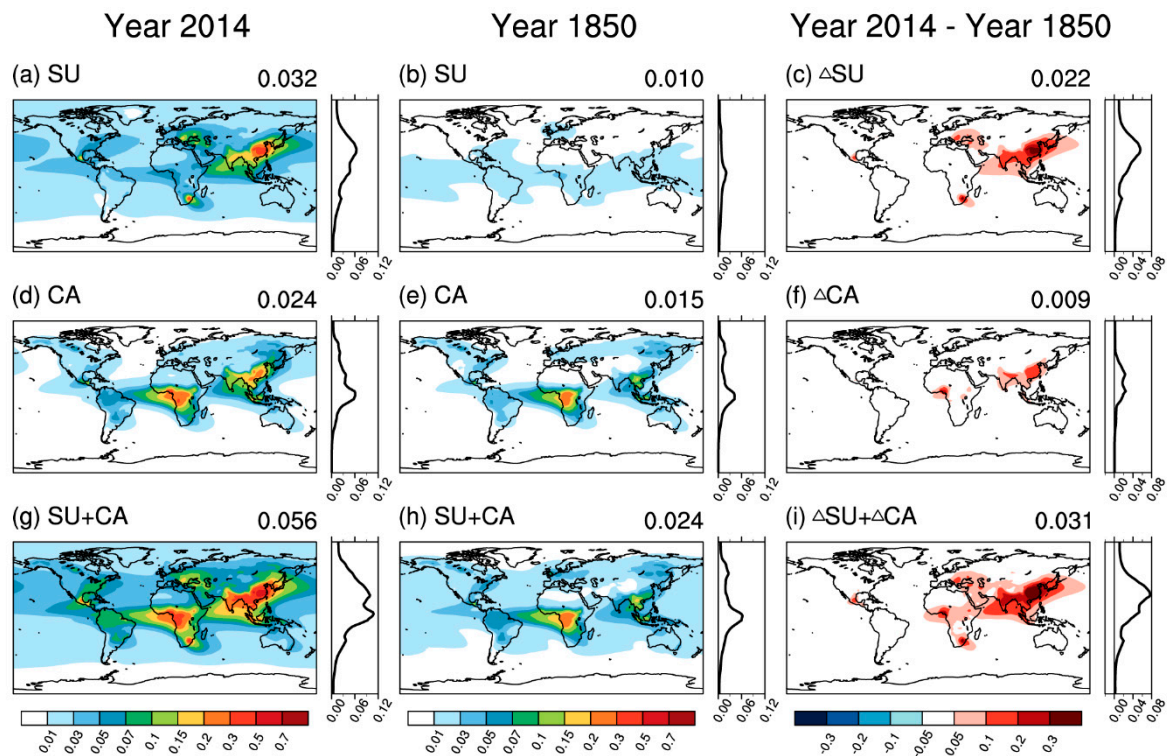 Year 2014 Year 1850 Year 2014 - Year 1850
(a) SU 0.032 (b) SU 0.010 (c) △SU 0.022
0.00 0.06 0.12 0.00 0.06 0.12 0.00 0.04 0.08
(d) CA 0.024 (e) CA 0.015 (f) △CA 0.009
0.00 0.06 0.12 0.00 0.06 0.12 0.00 0.04 0.08
(g) SU+CA 0.056 (h) SU+CA 0.024 (i) △SU+△CA 0.031
0.00 0.06 0.12 0.00 0.06 0.12 0.00 0.04 0.08
0.01 0.03 0.05 0.07 0.1 0.15 0.2 0.3 0.5 0.7 0.01 0.03 0.05 0.07 0.1 0.15 0.2 0.3 0.5 0.7 -0.3 -0.2 -0.1 -0.05 0.05 0.1 0.2 0.3